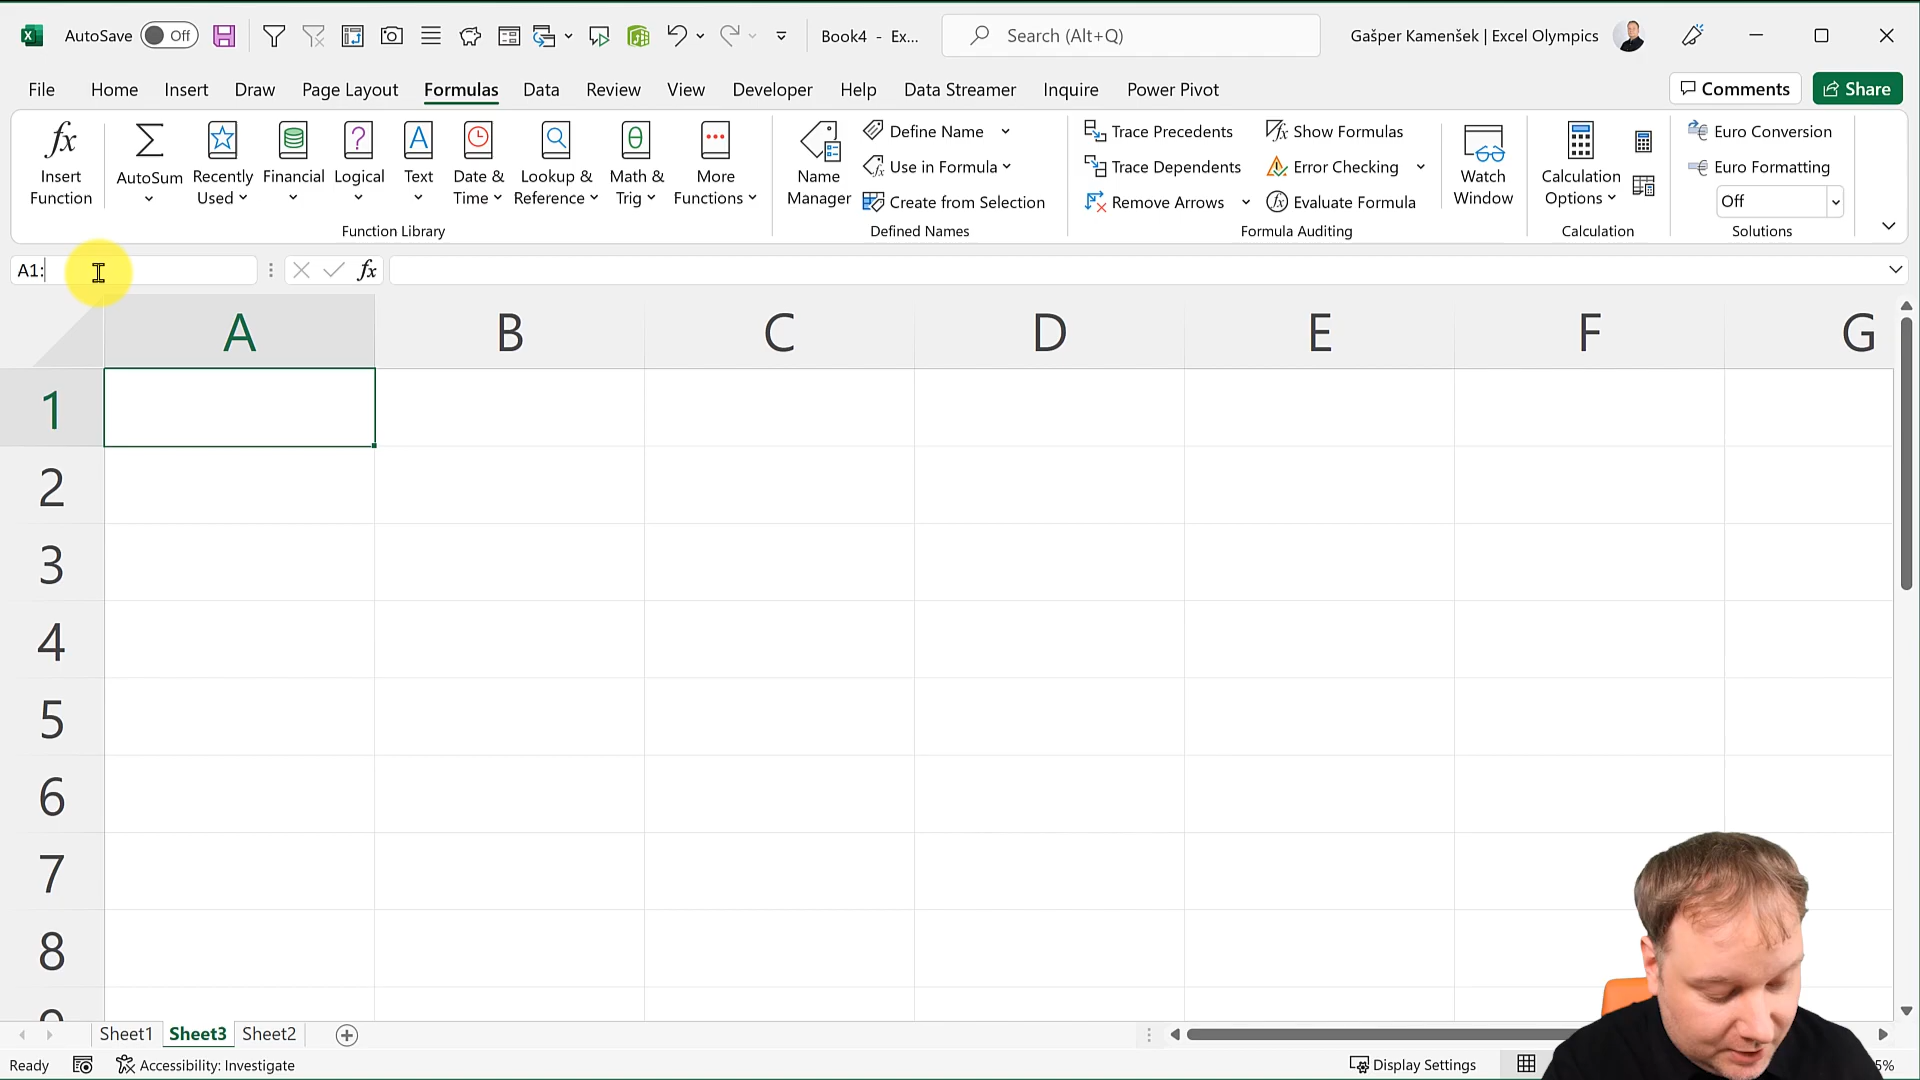 AutoSave Off Book4 - Ex... Search (Alt+Q) Gašper Kamenšek | Excel Olympics
File Home Insert Draw Page Layout Formulas Data Review View Developer Help Data Streamer Inquire Power Pivot Comments Share
fx Insert Function
AutoSum
Recently Used
Financial
Logical
Text
Date & Time
Lookup & Reference
Math & Trig
More Functions
Function Library
Name Manager
Define Name
Use in Formula
Create from Selection
Defined Names
Trace Precedents
Trace Dependents
Remove Arrows
Show Formulas
Error Checking
Evaluate Formula
Formula Auditing
Watch Window
Calculation Options
Calculation
Euro Conversion
Euro Formatting
Off
Solutions
A1: fx
A B C D E F G
1
2
3
4
5
6
7
8
Sheet1 Sheet3 Sheet2
Ready Accessibility: Investigate Display Settings